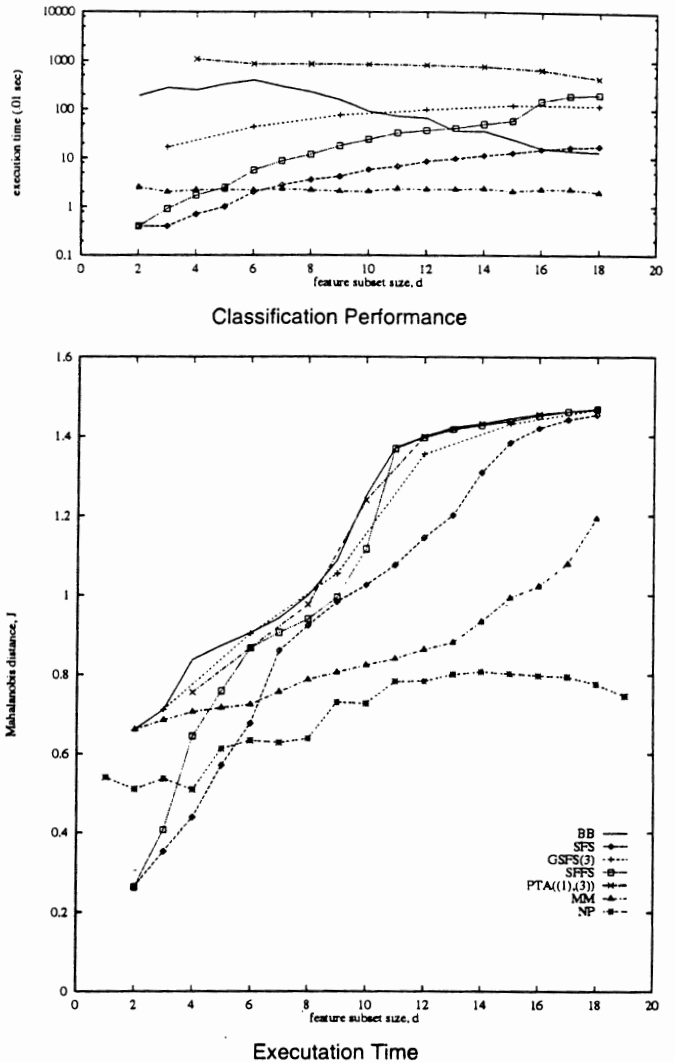 10000
1000
100
10
1
0.1
execution time (.01 sec)
0 2 4 6 8 10 12 14 16 18 20
feature subset size, d
Classification Performance
1.6
1.4
1.2
1
0.8
0.6
0.4
0.2
0
Mahalanobis distance, J
BB
SFS
GSFS(3)
SFFS
PTA((1),(3))
MM
NP
0 2 4 6 8 10 12 14 16 18 20
feature subset size, d
Executation Time